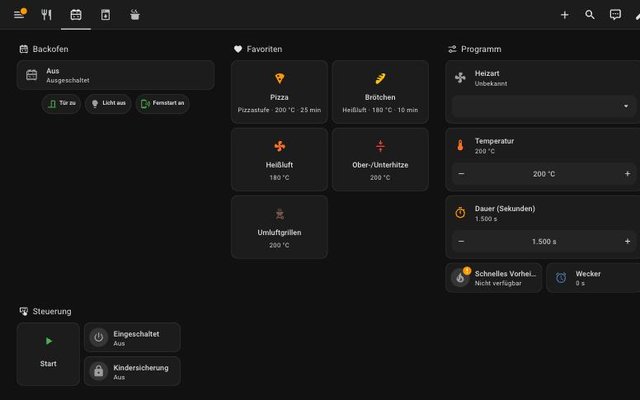 Backofen
Aus
Ausgeschaltet
Tür zu
Licht aus
Fernstart an
Favoriten
Pizza
Pizzastufe · 200 °C · 25 min
Brötchen
Heißluft · 180 °C · 10 min
Heißluft
180 °C
Ober-/Unterhitze
200 °C
Umluftgrillen
200 °C
Programm
Heizart
Unbekannt
Temperatur
200 °C
200 °C
Dauer (Sekunden)
1.500 s
1.500 s
Schnelles Vorhei...
Nicht verfügbar
Wecker
0 s
Steuerung
Start
Eingeschaltet
Aus
Kindersicherung
Aus